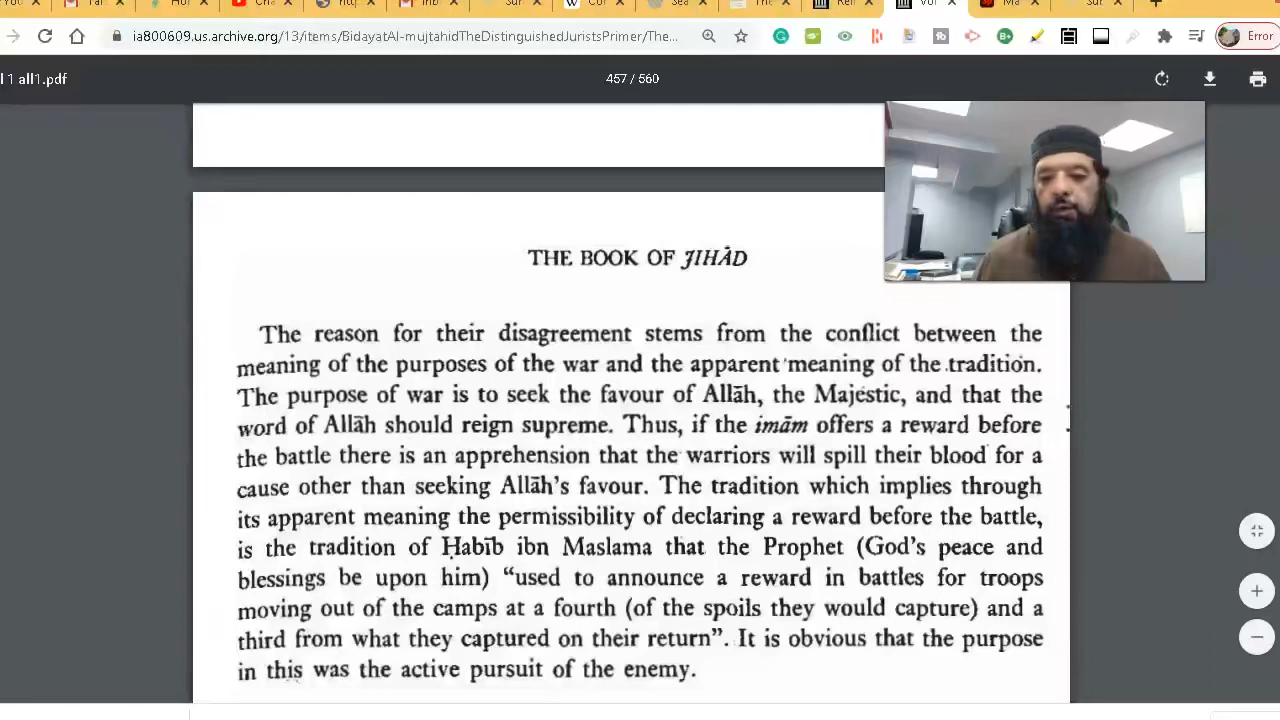 ia800609.us.archive.org/13/items/BidayatAl-mujtahidTheDistinguishedJuristsPrimer/The...
Error
l 1 all1.pdf
457 / 560
THE BOOK OF JIHĀD
The reason for their disagreement stems from the conflict between the
meaning of the purposes of the war and the apparent meaning of the tradition.
The purpose of war is to seek the favour of Allāh, the Majestic, and that the
word of Allāh should reign supreme. Thus, if the imām offers a reward before
the battle there is an apprehension that the warriors will spill their blood for a
cause other than seeking Allāh's favour. The tradition which implies through
its apparent meaning the permissibility of declaring a reward before the battle,
is the tradition of Ḥabīb ibn Maslama that the Prophet (God's peace and
blessings be upon him) “used to announce a reward in battles for troops
moving out of the camps at a fourth (of the spoils they would capture) and a
third from what they captured on their return”. It is obvious that the purpose
in this was the active pursuit of the enemy.